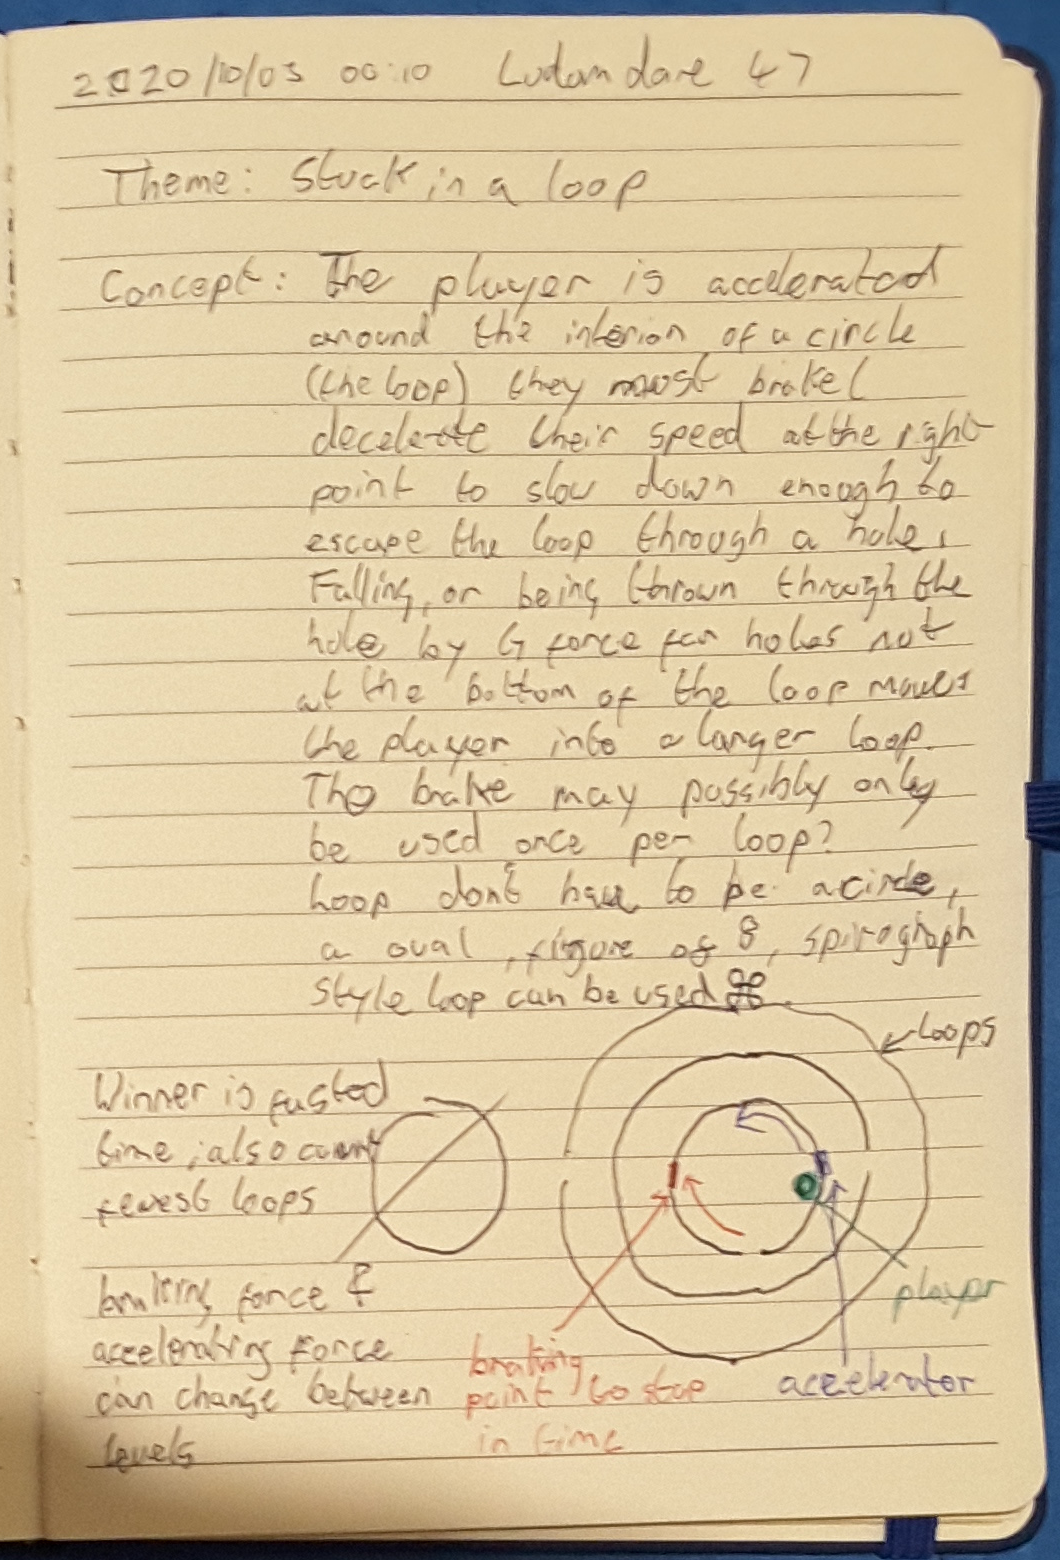 2020/10/03 00:10 Ludam dare 47
Theme: Stuck in a loop
Concept: The player is accelerated
around the interior of a circle
(the loop) they must brake(
decelerate their speed at the right
point to slow down enough to
escape the loop through a hole.
Falling, or being thrown through the
hole by G force for holes not
at the bottom of the loop moves
the player into a larger loop.
The brake may possibly only
be used once per loop?
Loop dont have to be a circle,
a oval, figure of 8, spirograph
style loop can be used ⌘.
Loops
Winner is fasted
time, also count
fewest loops
player
braking force &
accelerating force
can change between
levels
braking
point to stop
in time
accelerator